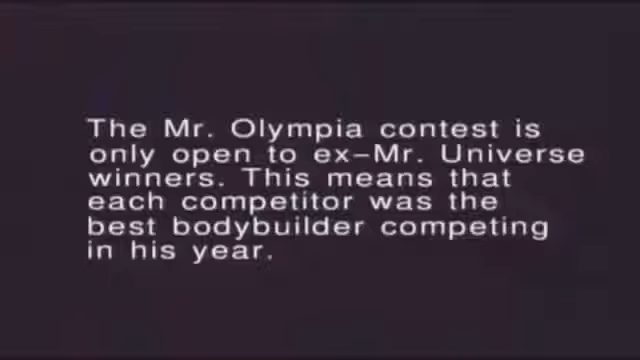 The Mr. Olympia contest is
only open to ex-Mr. Universe
winners. This means that
each competitor was the
best bodybuilder competing
in his year.